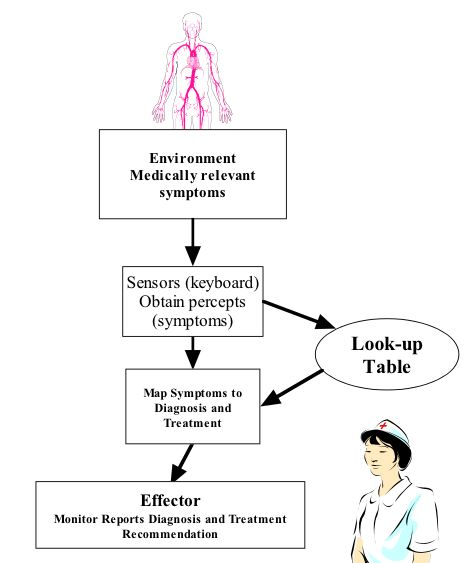 Environment
Medically relevant
symptoms
Sensors (keyboard)
Obtain percepts
(symptoms)
Look-up
Table
Map Symptoms to
Diagnosis and
Treatment
Effector
Monitor Reports Diagnosis and Treatment
Recommendation